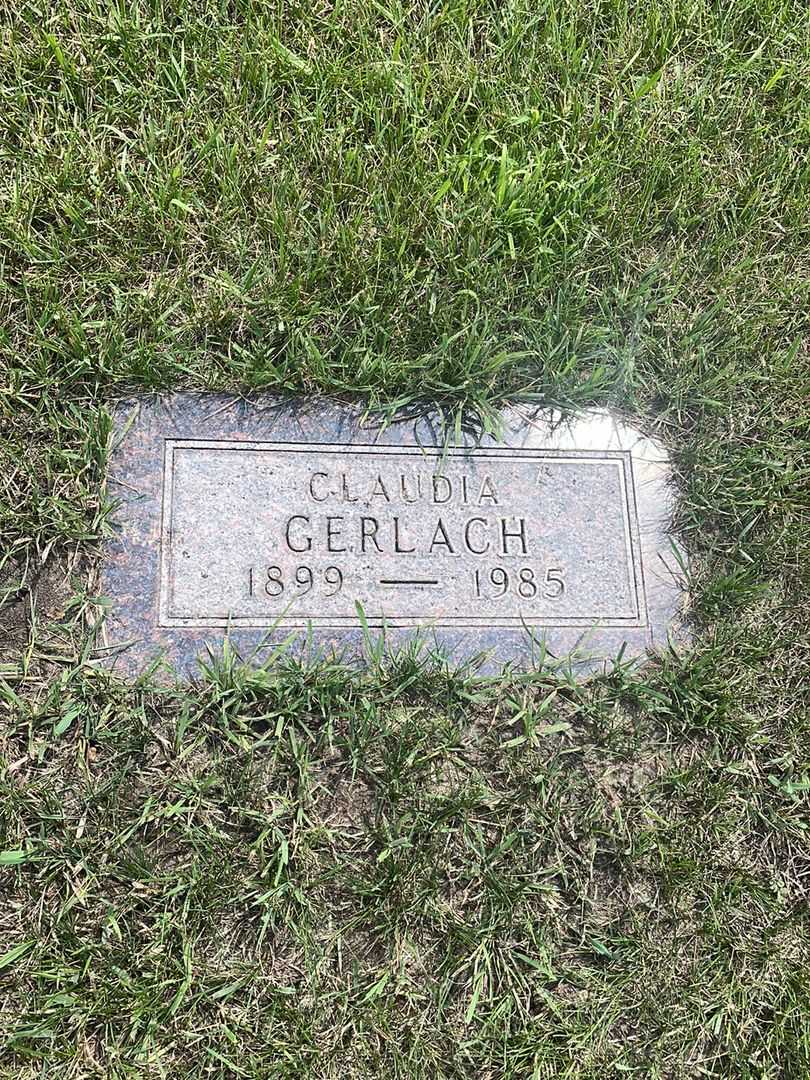 CLAUDIA
GERLACH
1899 — 1985